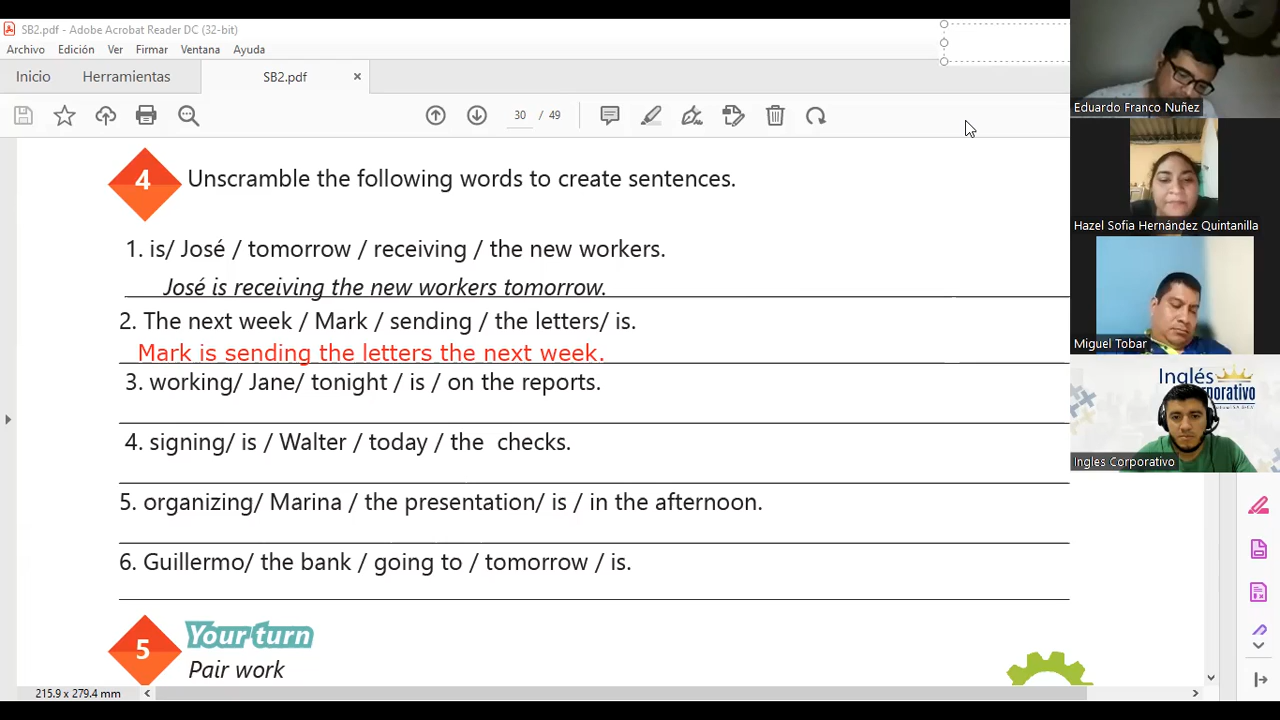 SB2.pdf - Adobe Acrobat Reader DC (32-bit)
Archivo Edición Ver Firmar Ventana Ayuda
Inicio Herramientas SB2.pdf ×
30 / 49
4 Unscramble the following words to create sentences.
1. is/ José / tomorrow / receiving / the new workers.
José is receiving the new workers tomorrow.
2. The next week / Mark / sending / the letters/ is.
Mark is sending the letters the next week.
3. working/ Jane/ tonight / is / on the reports.
4. signing/ is / Walter / today / the checks.
5. organizing/ Marina / the presentation/ is / in the afternoon.
6. Guillermo/ the bank / going to / tomorrow / is.
5 Your turn
Pair work
215.9 x 279.4 mm
Eduardo Franco Nuñez
Hazel Sofia Hernández Quintanilla
Miguel Tobar
Inglés
orporativo
Ingles Corporativo